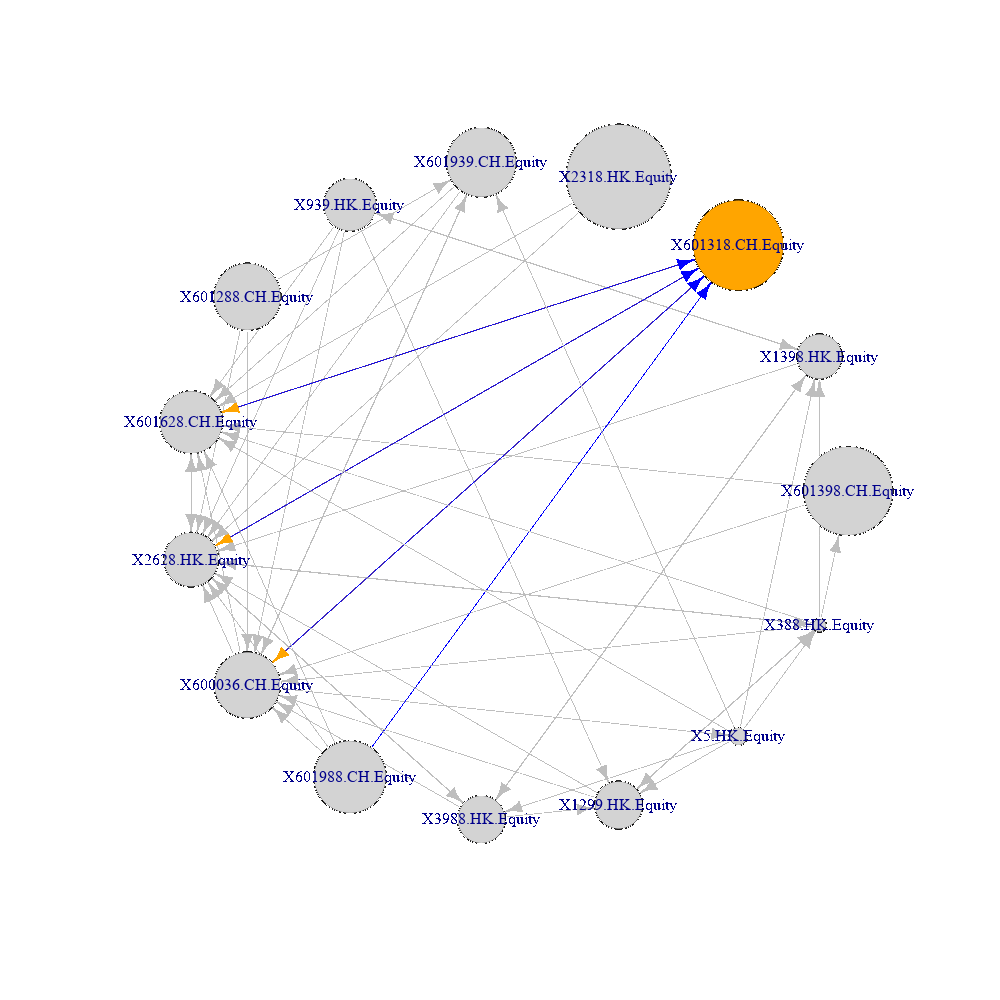 X601939.CH.Equity
X2318.HK.Equity
X939.HK.Equity
X601318.CH.Equity
X601288.CH.Equity
X1398.HK.Equity
X601628.CH.Equity
X601398.CH.Equity
X2628.HK.Equity
X388.HK.Equity
X600036.CH.Equity
X5.HK.Equity
X601988.CH.Equity
X3988.HK.Equity
X1299.HK.Equity